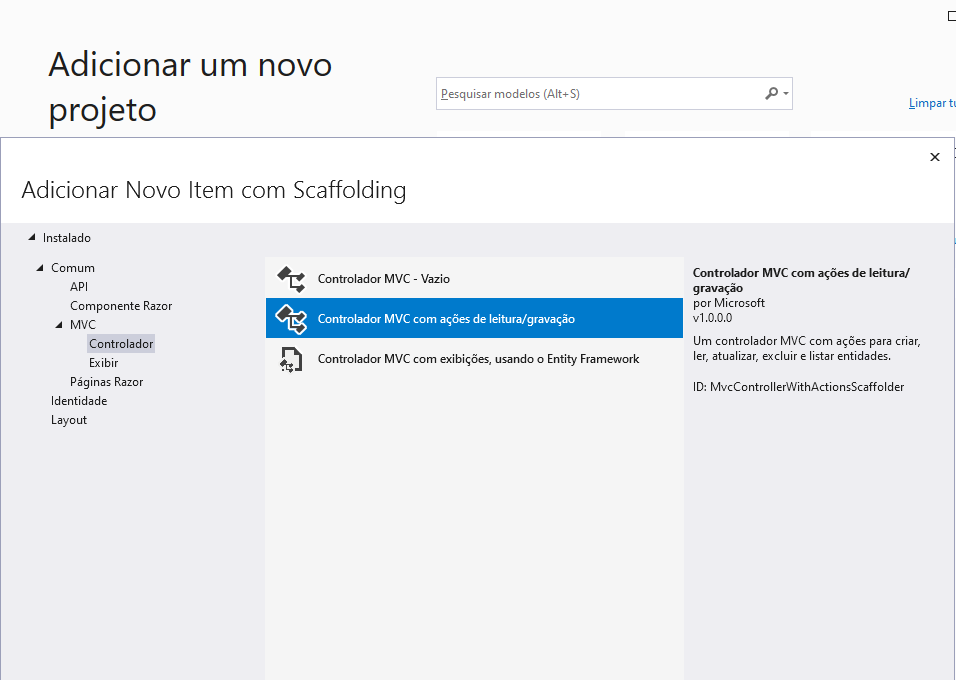 Adicionar um novo
projeto
Pesquisar modelos (Alt+S)
Limpar tu
Adicionar Novo Item com Scaffolding
Instalado
Comum
API
Componente Razor
MVC
Controlador
Exibir
Páginas Razor
Identidade
Layout
Controlador MVC - Vazio
Controlador MVC com ações de leitura/gravação
Controlador MVC com exibições, usando o Entity Framework
Controlador MVC com ações de leitura/
gravação
por Microsoft
v1.0.0.0
Um controlador MVC com ações para criar,
ler, atualizar, excluir e listar entidades.
ID: MvcControllerWithActionsScaffolder